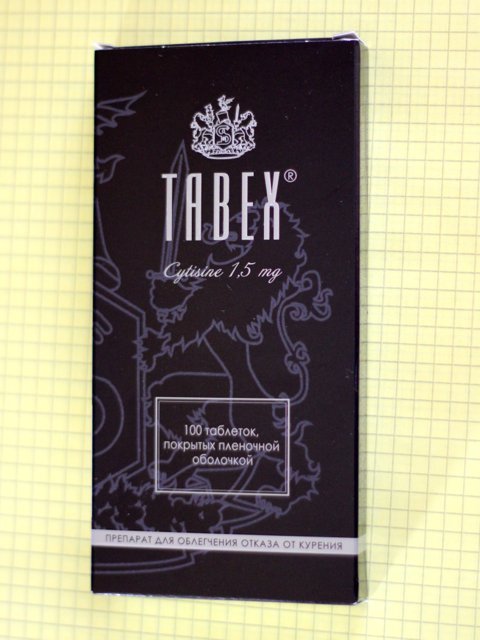 S
TABEX®
Cytisine 1,5 mg
100 таблеток,
покрытых пленочной
оболочкой
ПРЕПАРАТ ДЛЯ ОБЛЕГЧЕНИЯ ОТКАЗА ОТ КУРЕНИЯ